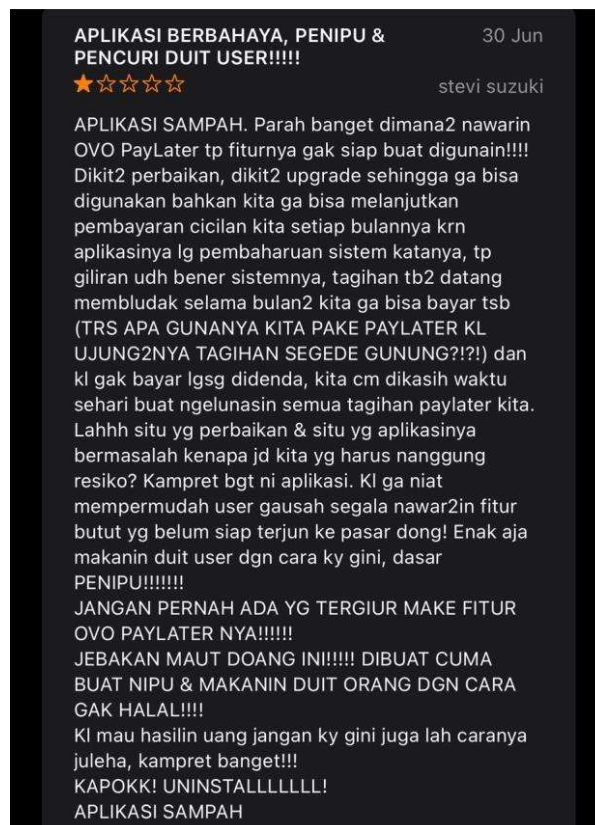 APLIKASI BERBAHAYA, PENIPU &
30 Jun
PENCURI DUIT USER!!!!!
stevi suzuki
APLIKASI SAMPAH. Parah banget dimana2 nawarin
OVO PayLater tp fiturnya gak siap buat digunain!!!!
Dikit2 perbaikan, dikit2 upgrade sehingga ga bisa
digunakan bahkan kita ga bisa melanjutkan
pembayaran cicilan kita setiap bulannya krn
aplikasinya lg pembaharuan sistem katanya, tp
giliran udh bener sistemnya, tagihan tb2 datang
membludak selama bulan2 kita ga bisa bayar tsb
(TRS APA GUNANYA KITA PAKE PAYLATER KL
UJUNG2NYA TAGIHAN SEGEDE GUNUNG?!?!) dan
kl gak bayar lgsg didenda, kita cm dikasih waktu
sehari buat ngelunasin semua tagihan paylater kita.
Lahhh situ yg perbaikan & situ yg aplikasinya
bermasalah kenapa jd kita yg harus nanggung
resiko? Kampret bgt ni aplikasi. Kl ga niat
mempermudah user gausah segala nawar2in fitur
butut yg belum siap terjun ke pasar dong! Enak aja
makanin duit user dgn cara ky gini, dasar
PENIPU!!!!!!!
JANGAN PERNAH ADA YG TERGIUR MAKE FITUR
OVO PAYLATER NYA!!!!!!
JEBAKAN MAUT DOANG INI!!!!! DIBUAT CUMA
BUAT NIPU & MAKANIN DUIT ORANG DGN CARA
GAK HALAL!!!!
Kl mau hasilin uang jangan ky gini juga lah caranya
juleha, kampret banget!!!
KAPOKK! UNINSTALLLLLLL!
APLIKASI SAMPAH